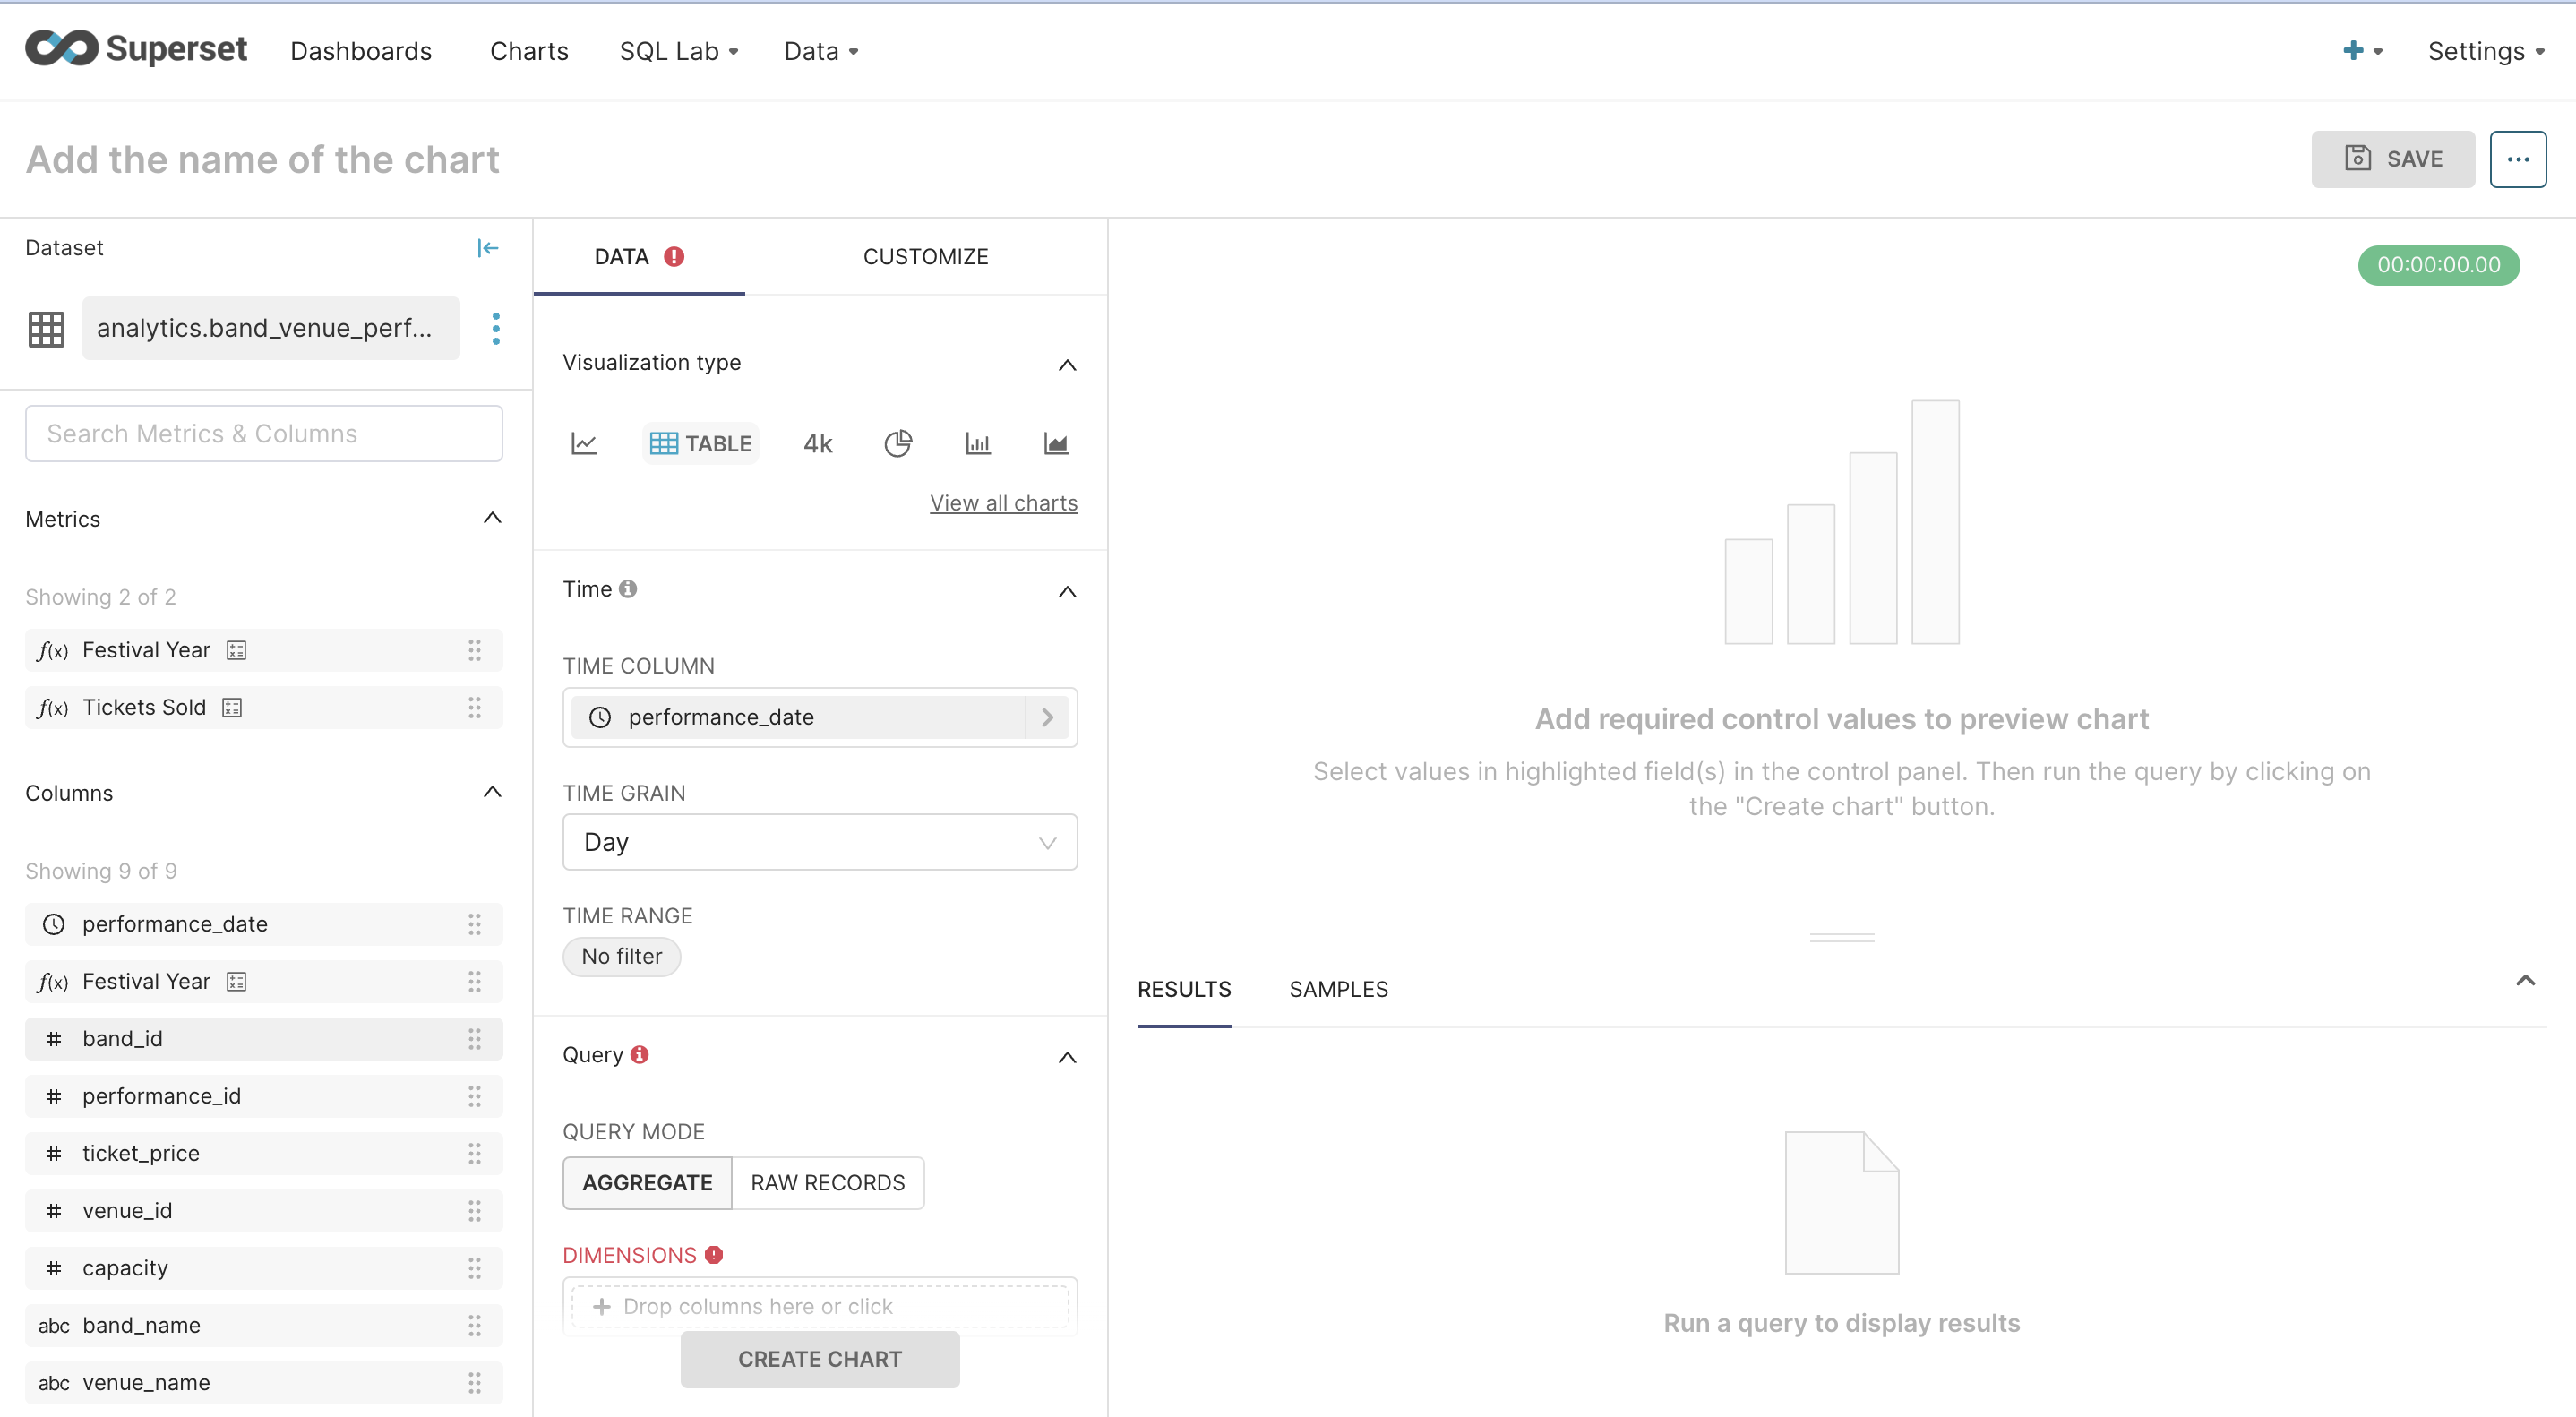 Superset
Dashboards
Charts
SQL Lab
Data
Settings
Add the name of the chart
SAVE
Dataset
analytics.band_venue_perf...
Search Metrics & Columns
Metrics
Showing 2 of 2
f(x) Festival Year
f(x) Tickets Sold
Columns
Showing 9 of 9
performance_date
f(x) Festival Year
# band_id
# performance_id
# ticket_price
# venue_id
# capacity
abc band_name
abc venue_name
DATA
CUSTOMIZE
Visualization type
TABLE
4k
View all charts
Time
TIME COLUMN
performance_date
TIME GRAIN
Day
TIME RANGE
No filter
Query
QUERY MODE
AGGREGATE
RAW RECORDS
DIMENSIONS
+ Drop columns here or click
CREATE CHART
00:00:00.00
Add required control values to preview chart
Select values in highlighted field(s) in the control panel. Then run the query by clicking on
the "Create chart" button.
RESULTS
SAMPLES
Run a query to display results